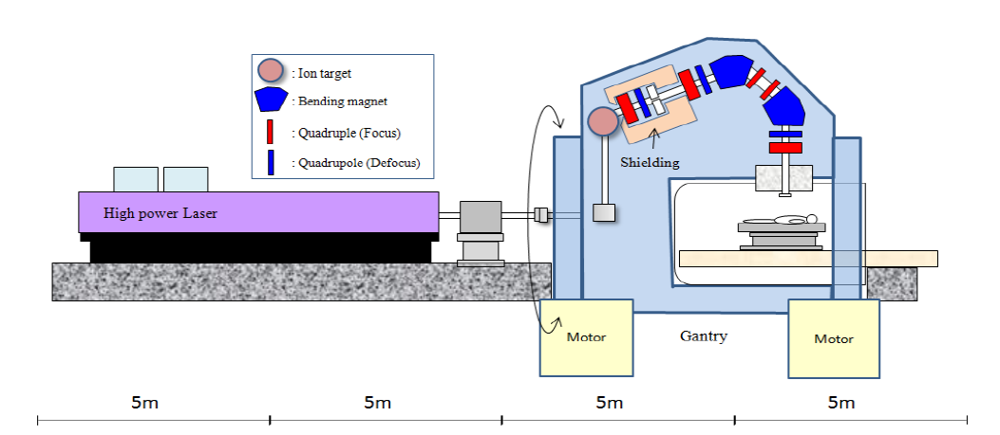 : Ion target
: Bending magnet
: Quadruple (Focus)
: Quadrupole (Defocus)
Shielding
High power Laser
Motor
Gantry
Motor
5m
5m
5m
5m